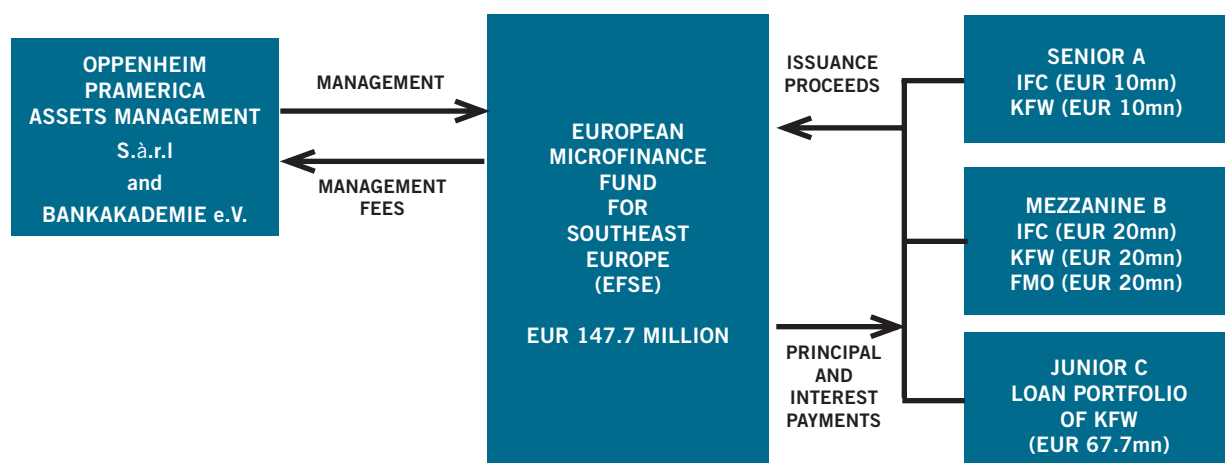 OPPENHEIM
PRAMERICA
ASSETS MANAGEMENT
S.à.r.l
and
BANKAKADEMIE e.V.
MANAGEMENT
MANAGEMENT
FEES
EUROPEAN
MICROFINANCE
FUND
FOR
SOUTHEAST
EUROPE
(EFSE)
EUR 147.7 MILLION
ISSUANCE
PROCEEDS
PRINCIPAL
AND
INTEREST
PAYMENTS
SENIOR A
IFC (EUR 10mn)
KFW (EUR 10mn)
MEZZANINE B
IFC (EUR 20mn)
KFW (EUR 20mn)
FMO (EUR 20mn)
JUNIOR C
LOAN PORTFOLIO
OF KFW
(EUR 67.7mn)